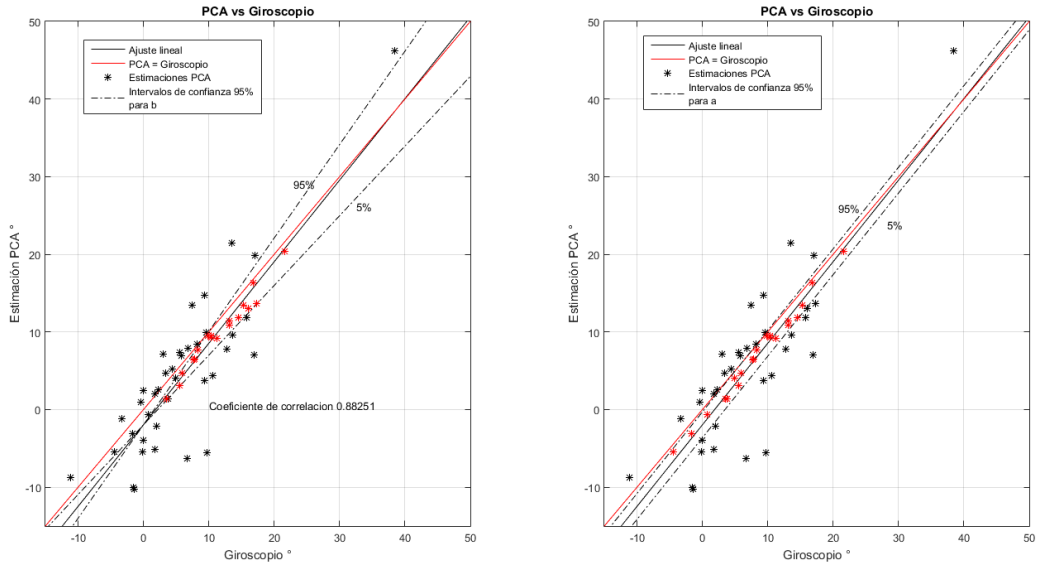 PCA vs Giroscopio
Ajuste lineal
PCA = Giroscopio
Estimaciones PCA
Intervalos de confianza 95%
para b
95%
5%
Coeficiente de correlacion 0.88251
50
40
30
20
10
0
-10
-10
0
10
20
30
40
50
Estimación PCA °
Giroscopio °
PCA vs Giroscopio
Ajuste lineal
PCA = Giroscopio
Estimaciones PCA
Intervalos de confianza 95%
para a
95%
5%
50
40
30
20
10
0
-10
-10
0
10
20
30
40
50
Estimación PCA °
Giroscopio °